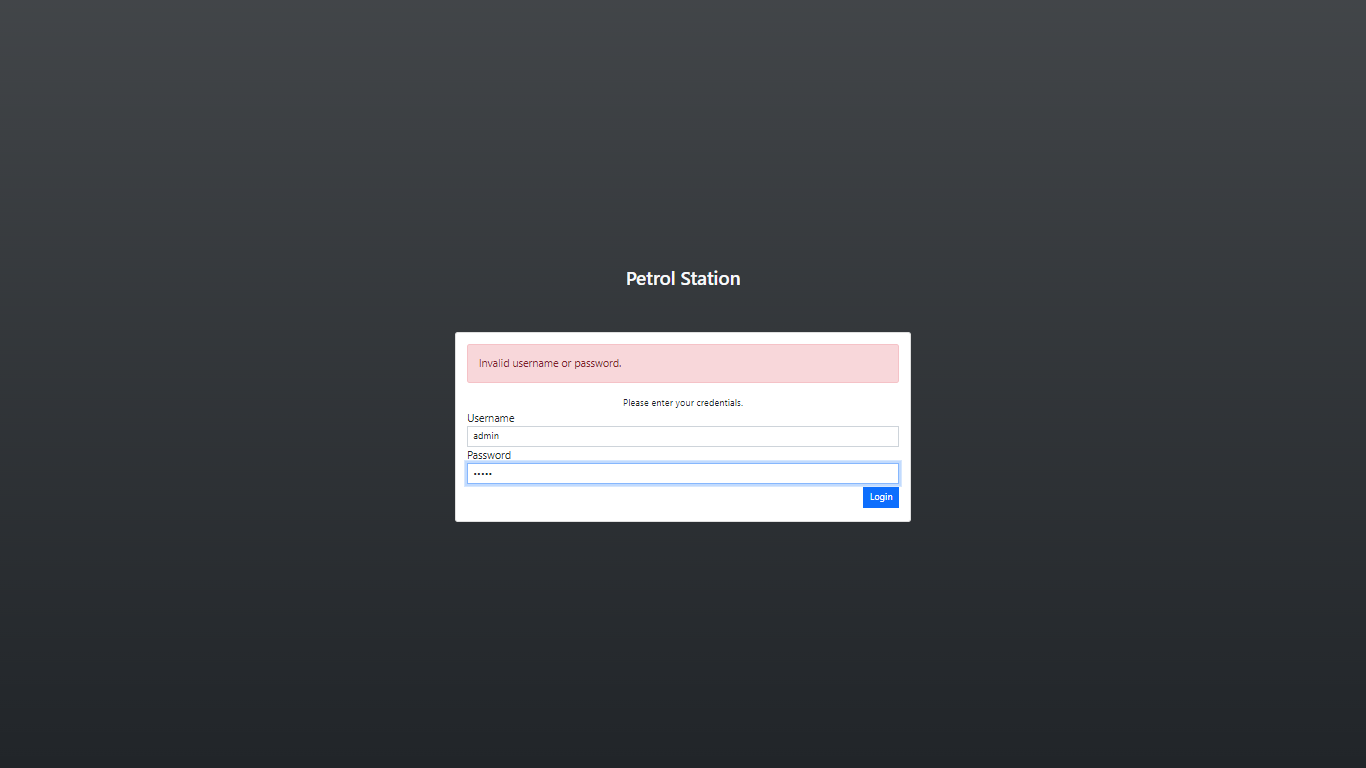 Petrol Station
Invalid username or password.
Please enter your credentials.
Username
admin
Password
•••••
Login